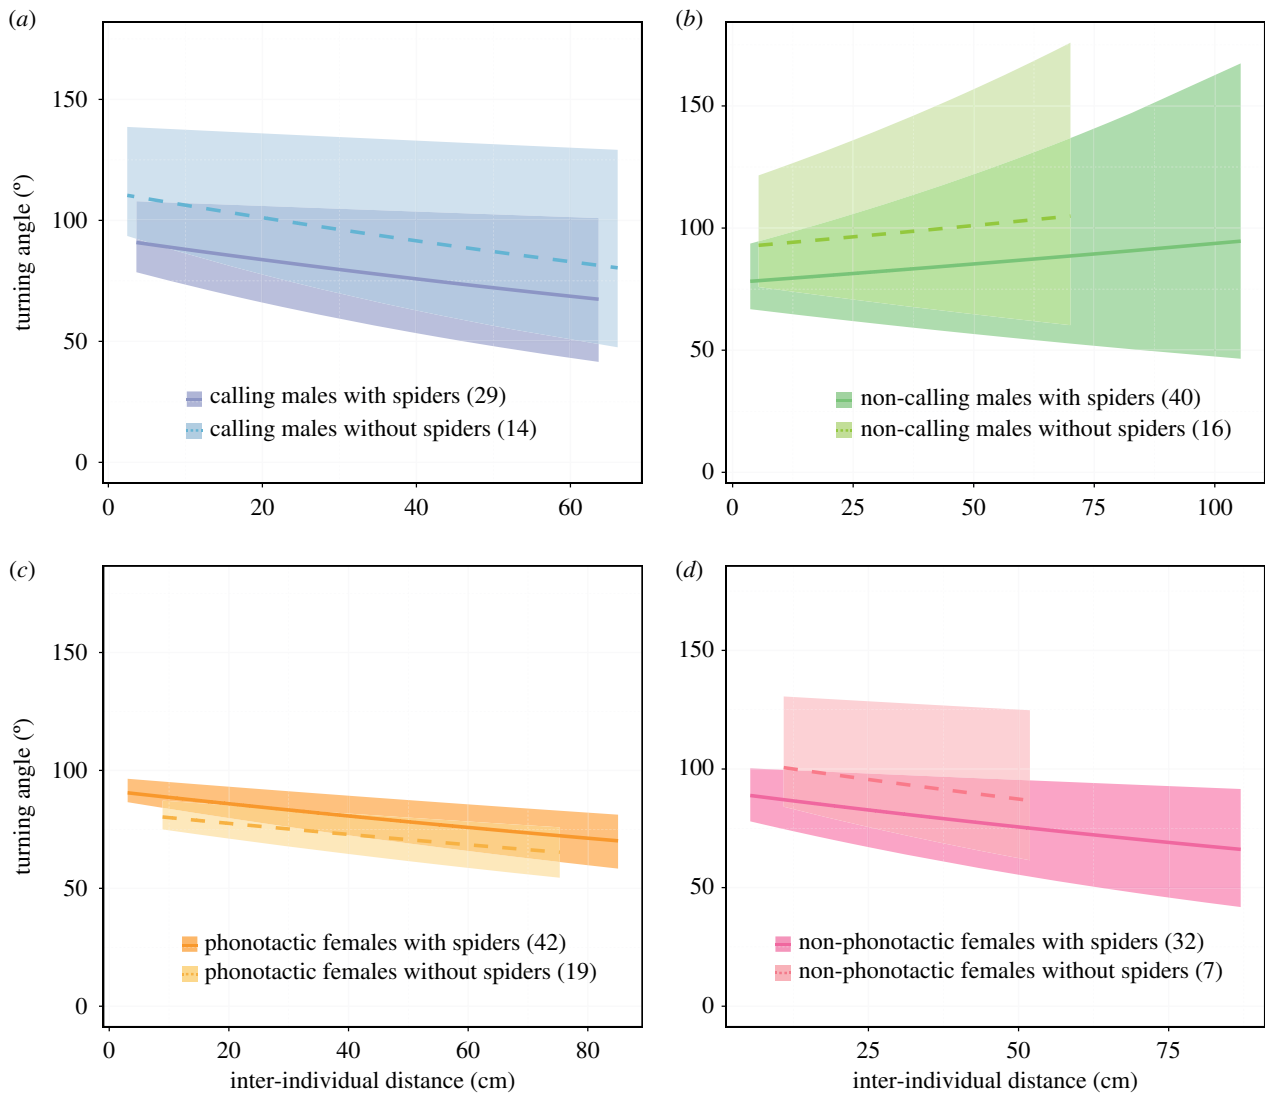 (a)
(b)
150
100
50
0
turning angle (º)
calling males with spiders (29)
calling males without spiders (14)
0 20 40 60
150
100
50
0
non-calling males with spiders (40)
non-calling males without spiders (16)
0 25 50 75 100
(c)
(d)
150
100
50
0
turning angle (º)
phonotactic females with spiders (42)
phonotactic females without spiders (19)
0 20 40 60 80
inter-individual distance (cm)
150
100
50
0
non-phonotactic females with spiders (32)
non-phonotactic females without spiders (7)
25 50 75
inter-individual distance (cm)